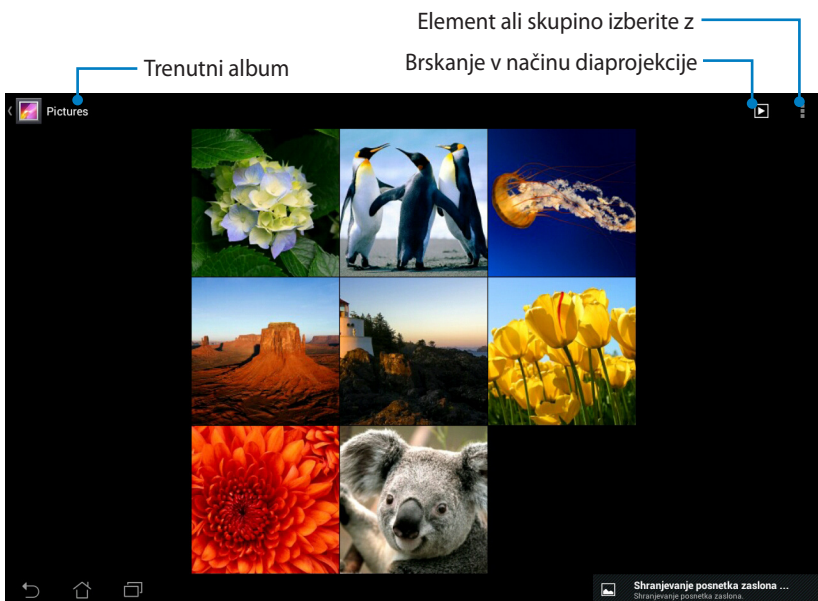 Element ali skupino izberite z
Brskanje v načinu diaprojekcije
Trenutni album
Pictures
Shranjevanje posnetka zaslona ...
Shranjevanje posnetka zaslona.